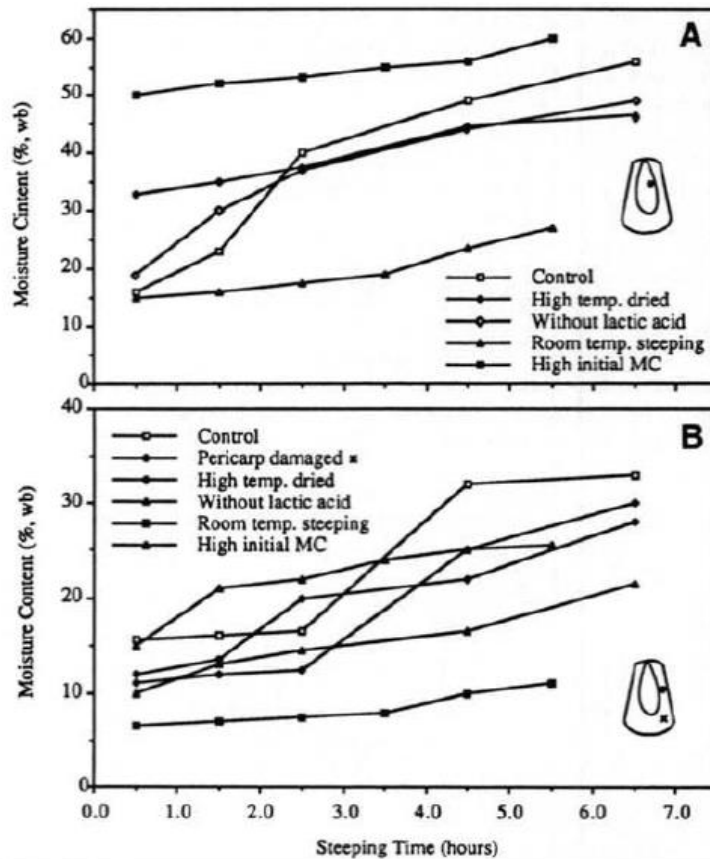 A
60
50
40
30
20
10
0
Moisture Cintent (%, wb)
Control
High temp. dried
Without lactic acid
Room temp. steeping
High initial MC
B
40
30
20
10
0
Moisture Content (%, wb)
Control
Pericarp damaged x
High temp. dried
Without lactic acid
Room temp. steeping
High initial MC
x
0.0 1.0 2.0 3.0 4.0 5.0 6.0 7.0
Steeping Time (hours)